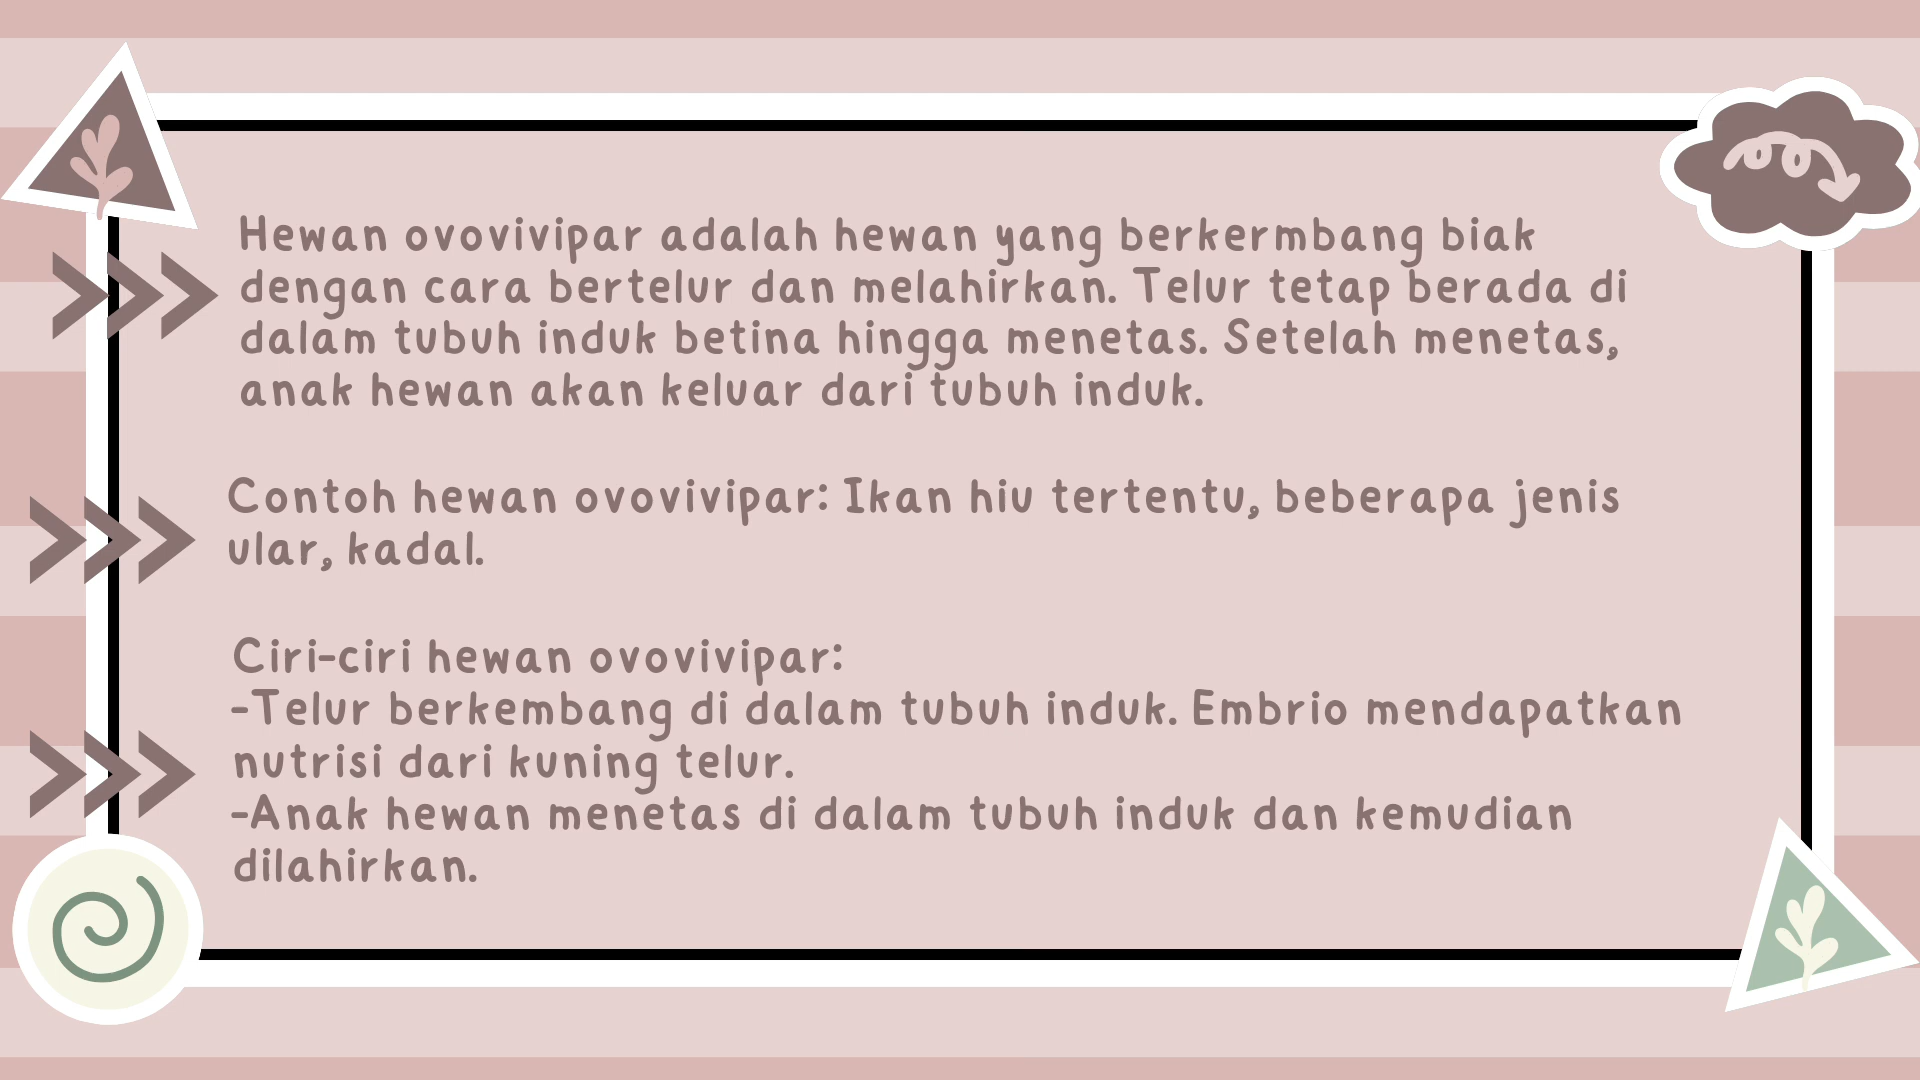 Hewan ovovivipar adalah hewan yang berkermbang biak
dengan cara bertelur dan melahirkan. Telur tetap berada di
dalam tubuh induk betina hingga menetas. Setelah menetas,
anak hewan akan keluar dari tubuh induk.
Contoh hewan ovovivipar: Ikan hiu tertentu, beberapa jenis
ular, kadal.
Ciri-ciri hewan ovovivipar:
-Telur berkembang di dalam tubuh induk. Embrio mendapatkan
nutrisi dari kuning telur.
-Anak hewan menetas di dalam tubuh induk dan kemudian
dilahirkan.